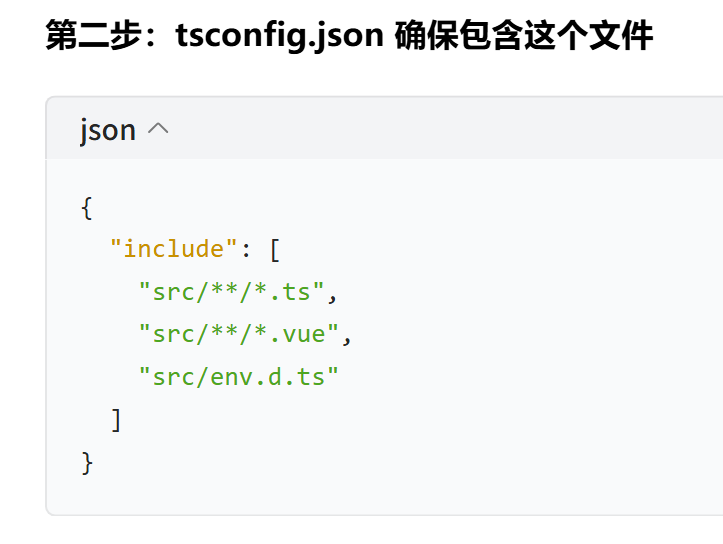 第二步：tsconfig.json 确保包含这个文件
json
{
  "include": [
    "src/**/*.ts",
    "src/**/*.vue",
    "src/env.d.ts"
  ]
}